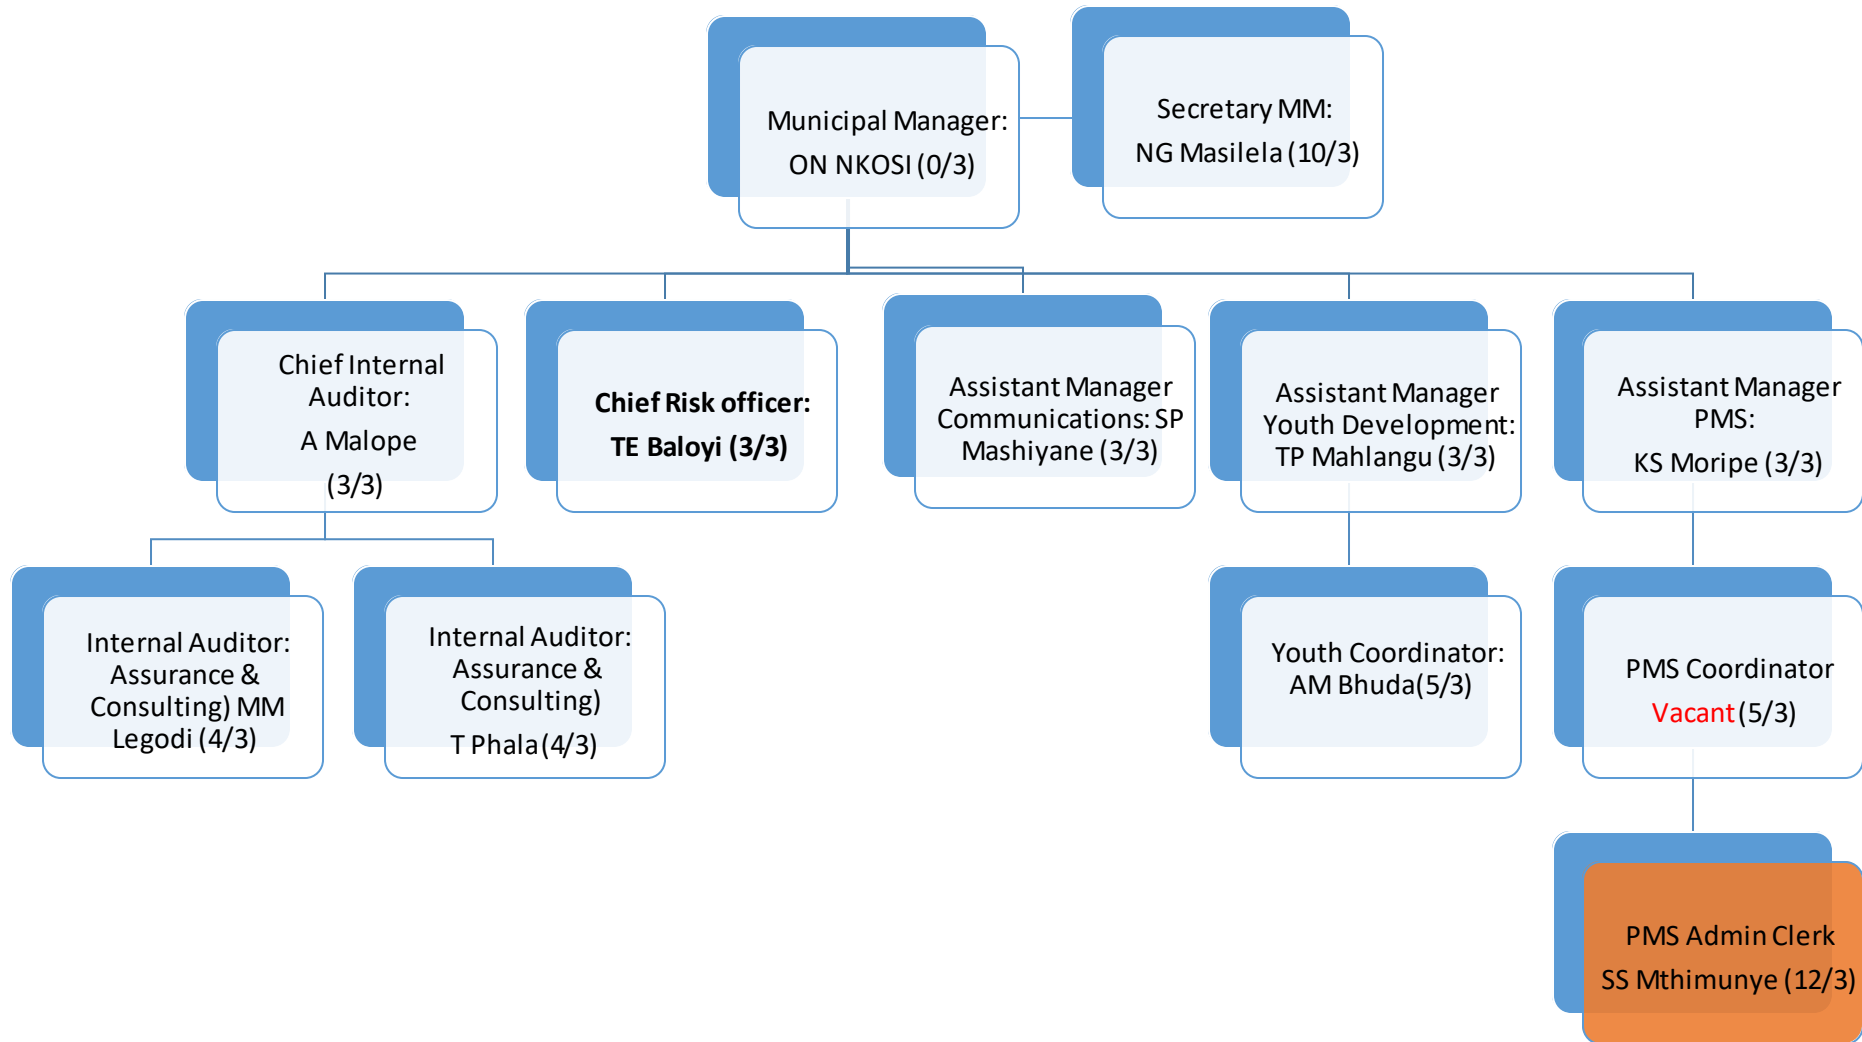 Municipal Manager:
ON NKOSI (0/3)
Secretary MM:
NG Masilela (10/3)
Chief Internal
Auditor:
A Malope
(3/3)
Chief Risk officer:
TE Baloyi (3/3)
Assistant Manager
Communications: SP
Mashiyane (3/3)
Assistant Manager
Youth Development:
TP Mahlangu (3/3)
Assistant Manager
PMS:
KS Moripe (3/3)
Internal Auditor:
Assurance &
Consulting) MM
Legodi (4/3)
Internal Auditor:
Assurance &
Consulting)
T Phala (4/3)
Youth Coordinator:
AM Bhuda(5/3)
PMS Coordinator
Vacant (5/3)
PMS Admin Clerk
SS Mthimunye (12/3)